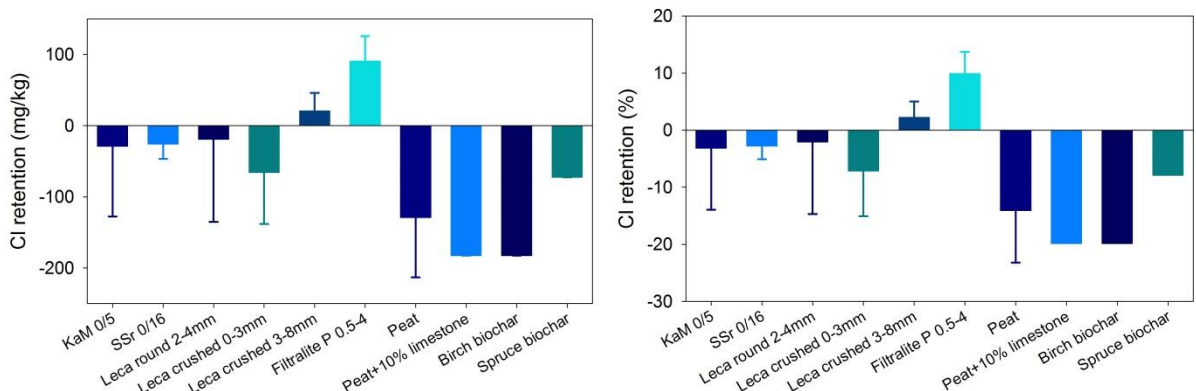 Cl retention (mg/kg)
100
0
-100
-200
KaM 0/5
SSr 0/16
Leca round 2-4mm
Leca crushed 0-3mm
Leca crushed 3-8mm
Filtralite P 0.5-4
Peat
Peat+10% limestone
Birch biochar
Spruce biochar
Cl retention (%)
20
10
0
-10
-20
-30
KaM 0/5
SSr 0/16
Leca round 2-4mm
Leca crushed 0-3mm
Leca crushed 3-8mm
Filtralite P 0.5-4
Peat
Peat+10% limestone
Birch biochar
Spruce biochar